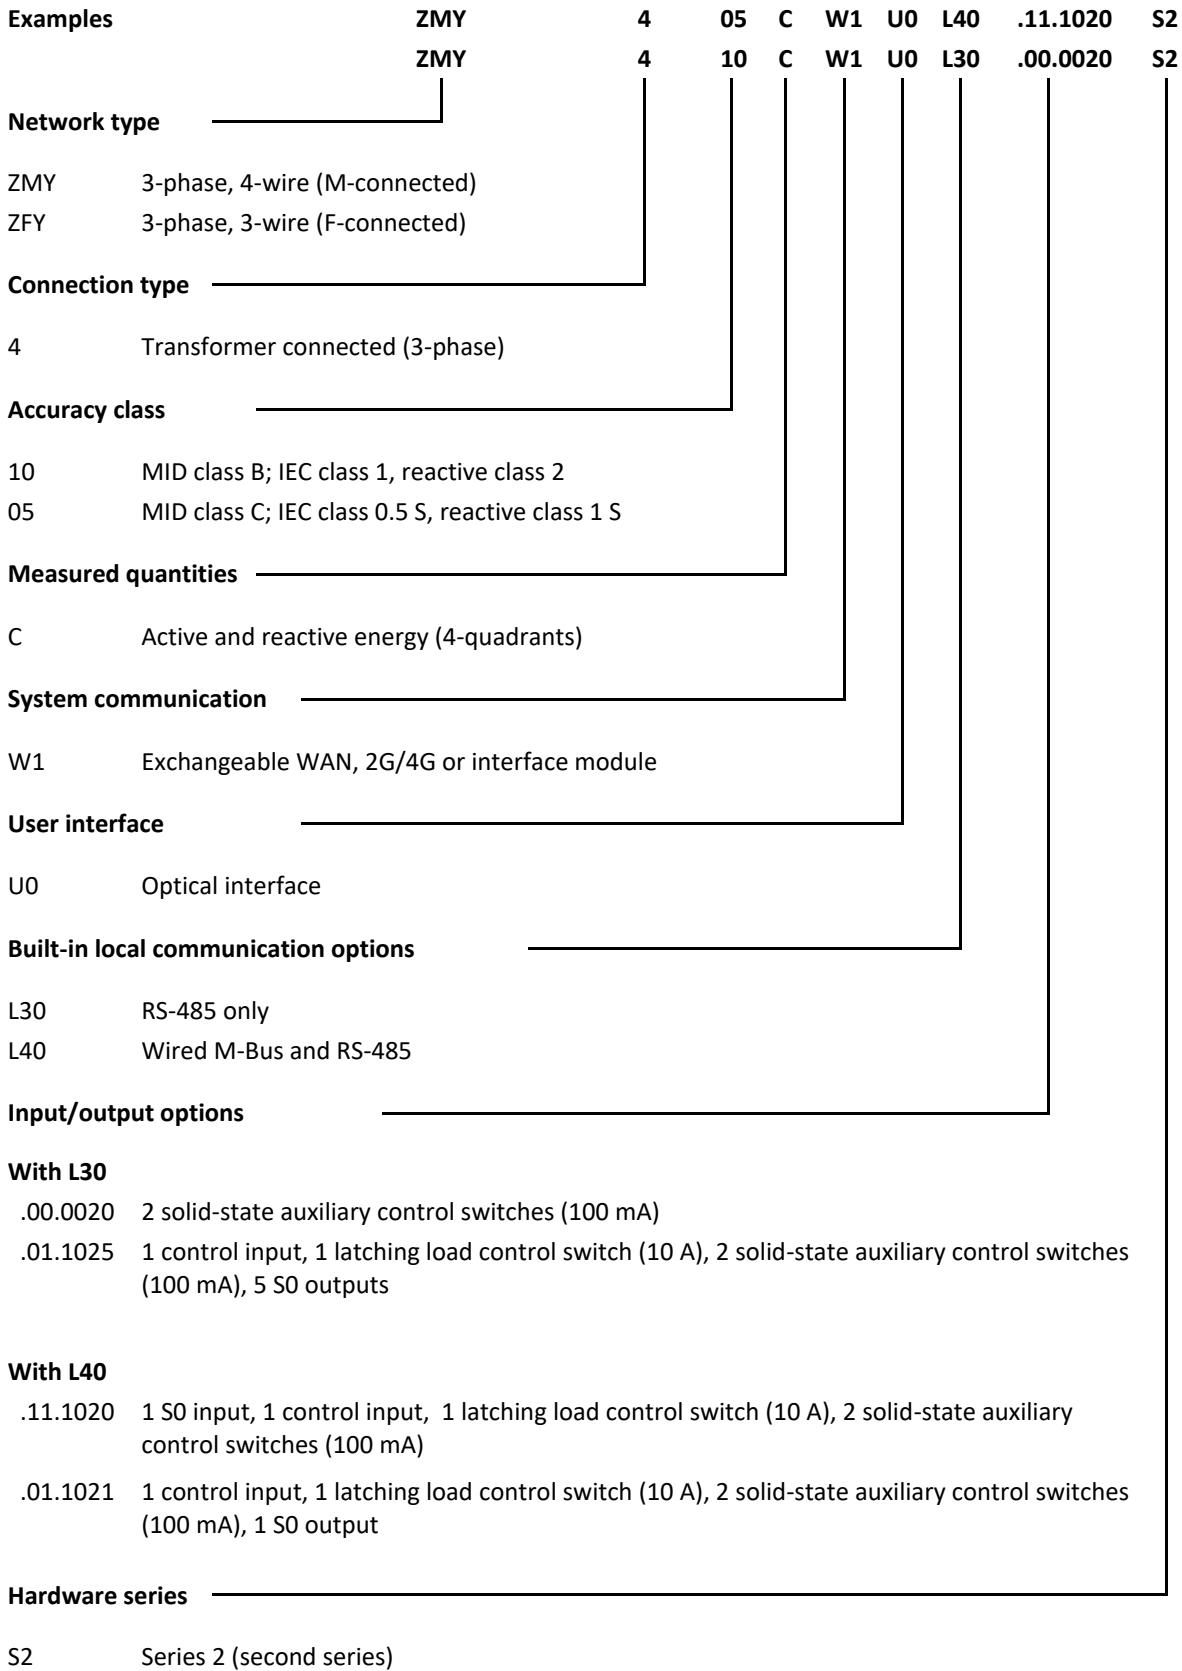 Examples ZMY 4 05 C W1 U0 L40 .11.1020 S2
ZMY 4 10 C W1 U0 L30 .00.0020 S2
Network type
ZMY 3-phase, 4-wire (M-connected)
ZFY 3-phase, 3-wire (F-connected)
Connection type
4 Transformer connected (3-phase)
Accuracy class
10 MID class B; IEC class 1, reactive class 2
05 MID class C; IEC class 0.5 S, reactive class 1 S
Measured quantities
C Active and reactive energy (4-quadrants)
System communication
W1 Exchangeable WAN, 2G/4G or interface module
User interface
U0 Optical interface
Built-in local communication options
L30 RS-485 only
L40 Wired M-Bus and RS-485
Input/output options
With L30
.00.0020 2 solid-state auxiliary control switches (100 mA)
.01.1025 1 control input, 1 latching load control switch (10 A), 2 solid-state auxiliary control switches
(100 mA), 5 S0 outputs
With L40
.11.1020 1 S0 input, 1 control input, 1 latching load control switch (10 A), 2 solid-state auxiliary
control switches (100 mA)
.01.1021 1 control input, 1 latching load control switch (10 A), 2 solid-state auxiliary control switches
(100 mA), 1 S0 output
Hardware series
S2 Series 2 (second series)